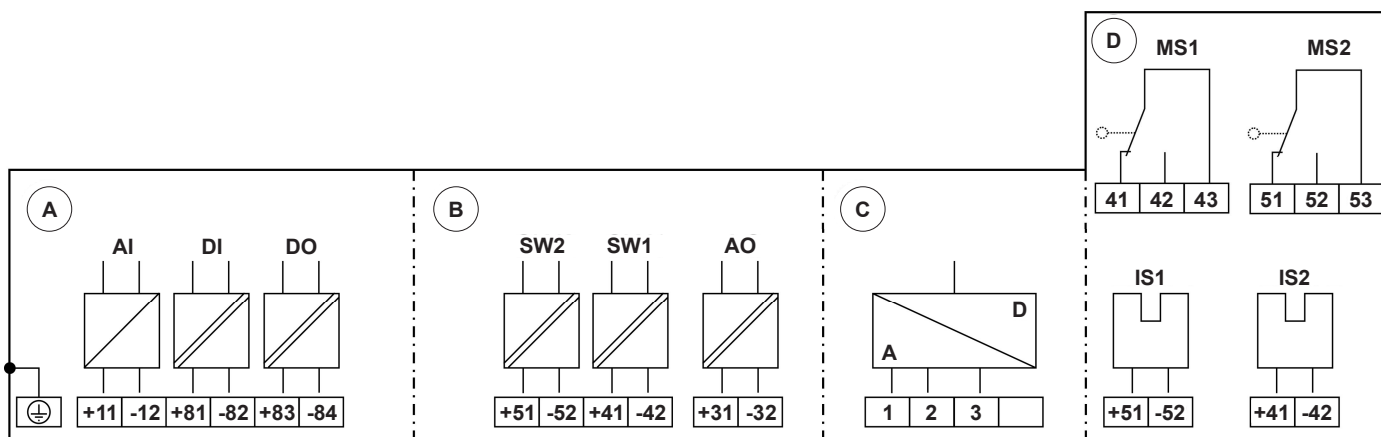 D MS1 MS2
41 42 43 51 52 53
A B C
AI DI DO SW2 SW1 AO IS1 IS2
D
A
+11 -12 +81 -82 +83 -84 +51 -52 +41 -42 +31 -32 1 2 3 +51 -52 +41 -42